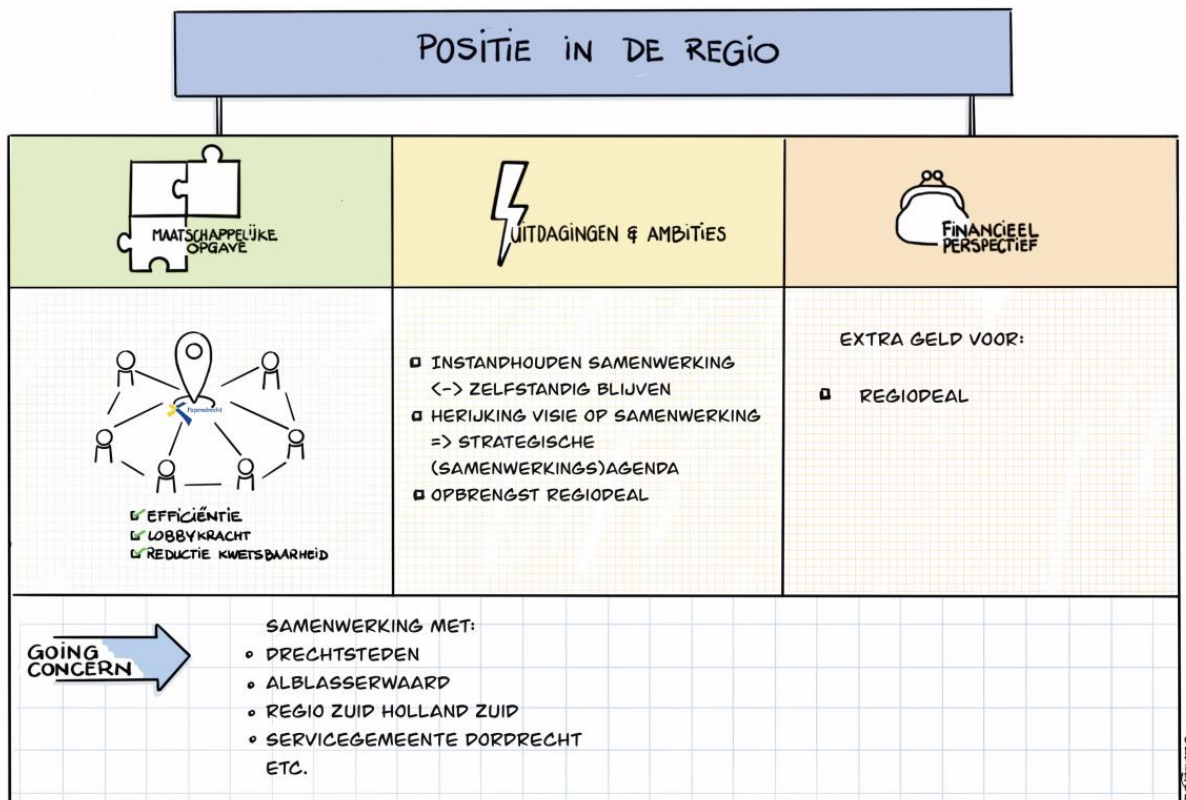 POSITIE IN DE REGIO
MAATSCHAPPELIJKE
OPGAVE
UITDAGINGEN & AMBITIES
FINANCIEEL
PERSPECTIEF
Papendrecht
EFFICIËNTIE
LOBBYKRACHT
REDUCTIE KWETSBAARHEID
INSTANDHOUDEN SAMENWERKING
<-> ZELFSTANDIG BLIJVEN
HERIJKING VISIE OP SAMENWERKING
=> STRATEGISCHE
(SAMENWERKINGS)AGENDA
OPBRENGST REGIODEAL
EXTRA GELD VOOR:
REGIODEAL
GOING
CONCERN
SAMENWERKING MET:
DRECHTSTEDEN
ALBLASSERWAARD
REGIO ZUID HOLLAND ZUID
SERVICEGEMEENTE DORDRECHT
ETC.